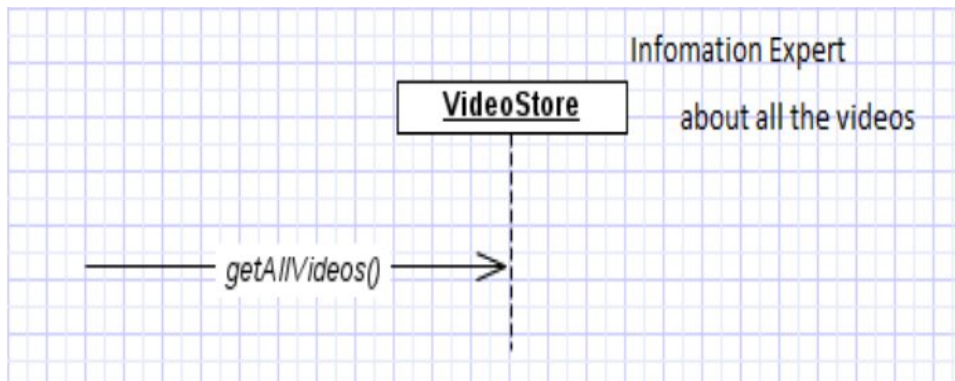 Infomation Expert
VideoStore
about all the videos
getAllVideos()